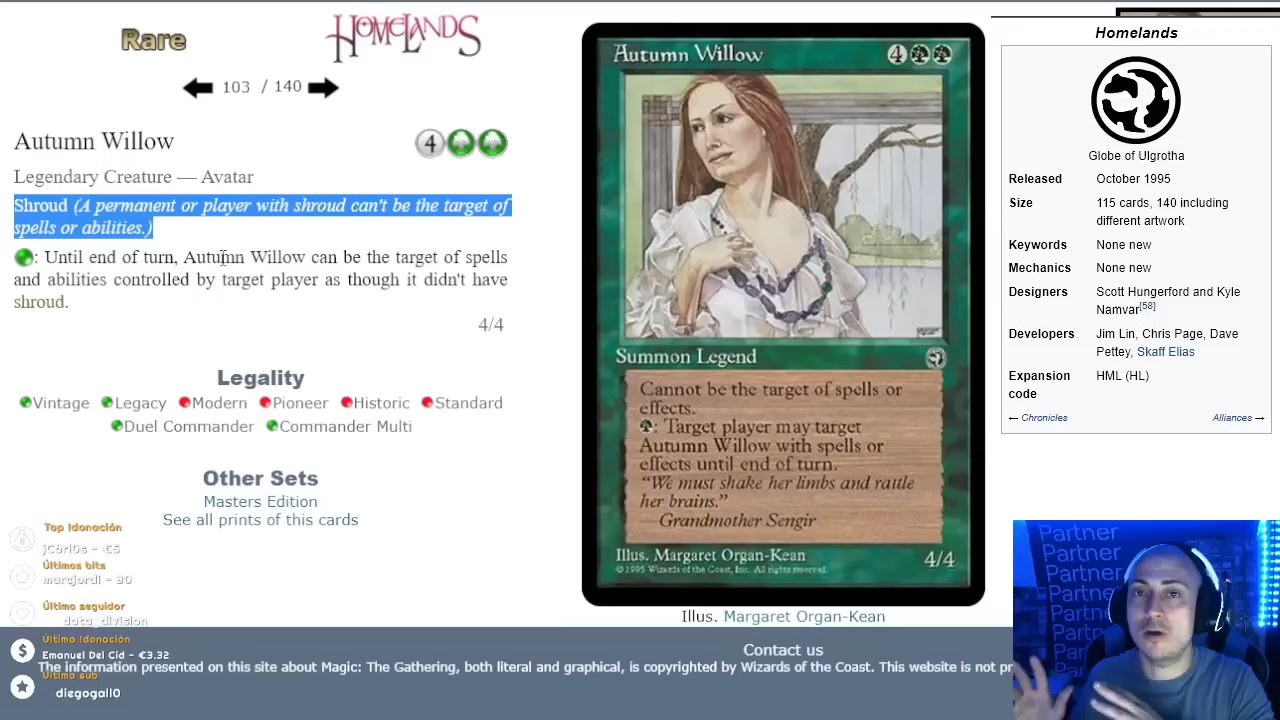 Rare
HOMELANDS
103 / 140
Autumn Willow
4
Legendary Creature — Avatar
Shroud (A permanent or player with shroud can't be the target of
spells or abilities.)
: Until end of turn, Autumn Willow can be the target of spells
and abilities controlled by target player as though it didn't have
shroud.
4/4
Legality
Vintage Legacy Modern Pioneer Historic Standard
Duel Commander Commander Multi
Other Sets
Masters Edition
See all prints of this cards
Autumn Willow 4
Summon Legend
Cannot be the target of spells or
effects.
: Target player may target
Autumn Willow with spells or
effects until end of turn.
“We must shake her limbs and rattle
her brains.”
Grandmother Sengir
Illus. Margaret Organ-Kean
© 1995 Wizards of the Coast, Inc. All rights reserved.
4/4
Illus. Margaret Organ-Kean
Homelands
Globe of Ulgrotha
Released October 1995
Size 115 cards, 140 including
different artwork
Keywords None new
Mechanics None new
Designers Scott Hungerford and Kyle
Namvar[58]
Developers Jim Lin, Chris Page, Dave
Pettey, Skaff Elias
Expansion HML (HL)
code
← Chronicles Alliances →
Top !donación
jC0rl0s - €5
Últimos bits
marcjordi - 80
Último seguidor
data_division
Última !donación
Emanuel Del Cid - €3.32
Última sub
diegogall0
Contact us
The information presented on this site about Magic: The Gathering, both literal and graphical, is copyrighted by Wizards of the Coast. This website is not pr
Partner
Partner
Partner
Partner